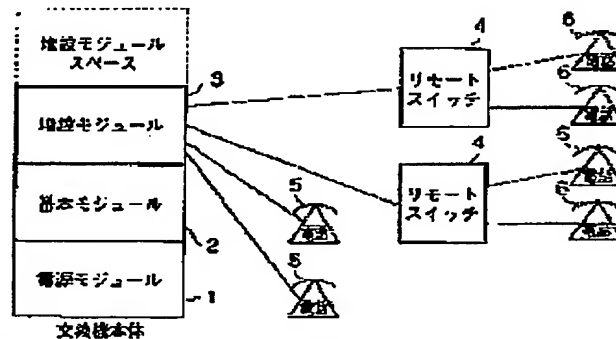 増設モジュール
スペース
3
増設モジュール
基本モジュール
2
電源モジュール
1
交換機本体
4
リモート
スイッチ
4
リモート
スイッチ
5
電話
5
電話
6
電話
6
電話
電話
6
電話